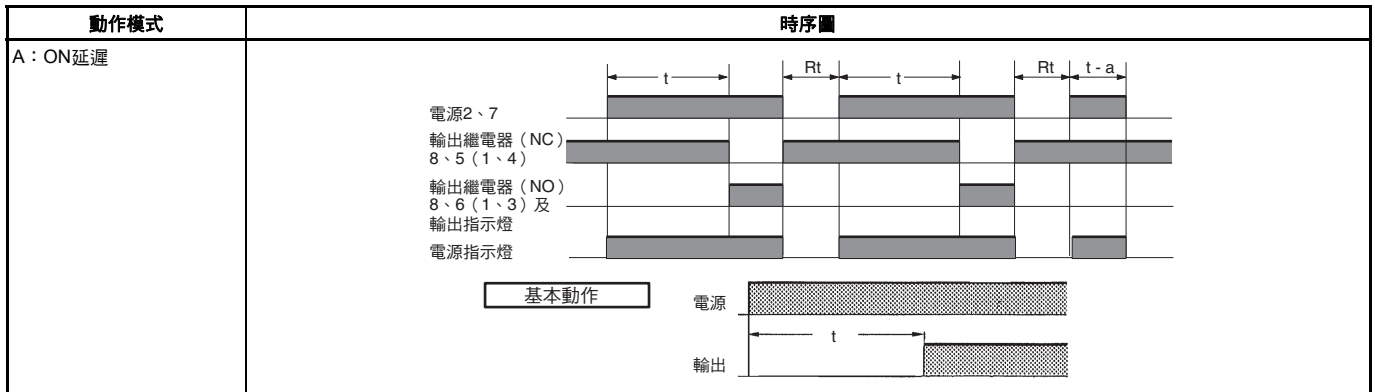 動作模式
時序圖
A：ON延遲
t
Rt
t
Rt
t - a
電源2、7
輸出繼電器（NC）
8、5（1、4）
輸出繼電器（NO）
8、6（1、3）及
輸出指示燈
電源指示燈
基本動作
電源
t
輸出